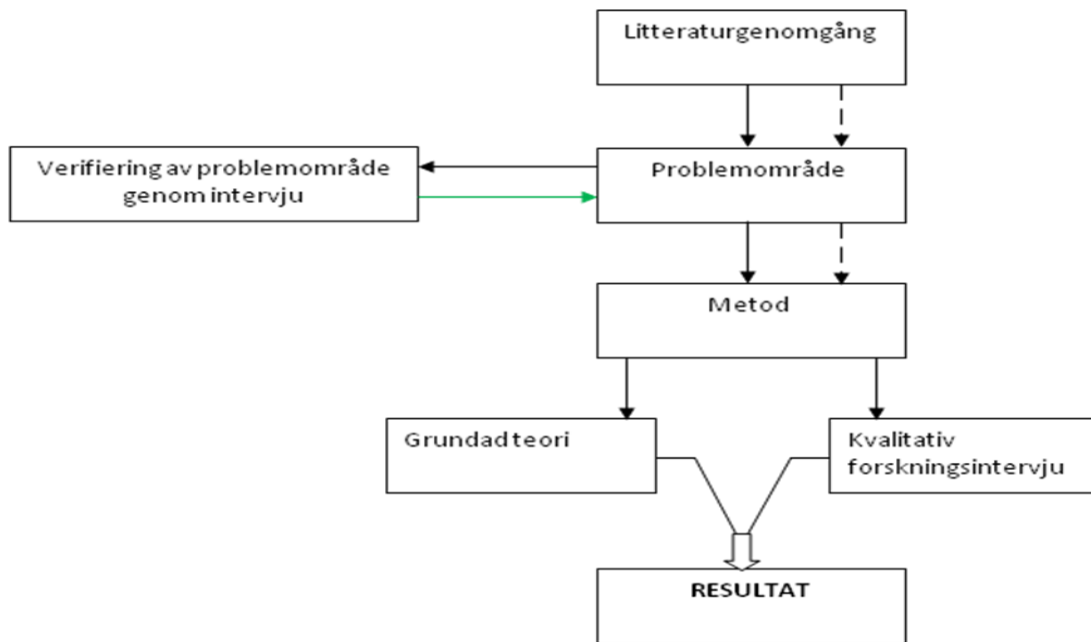 Litteraturgenomgång
Verifiering av problemområde
genom intervju
Problemområde
Metod
Grundad teori
Kvalitativ
forskningsintervju
RESULTAT